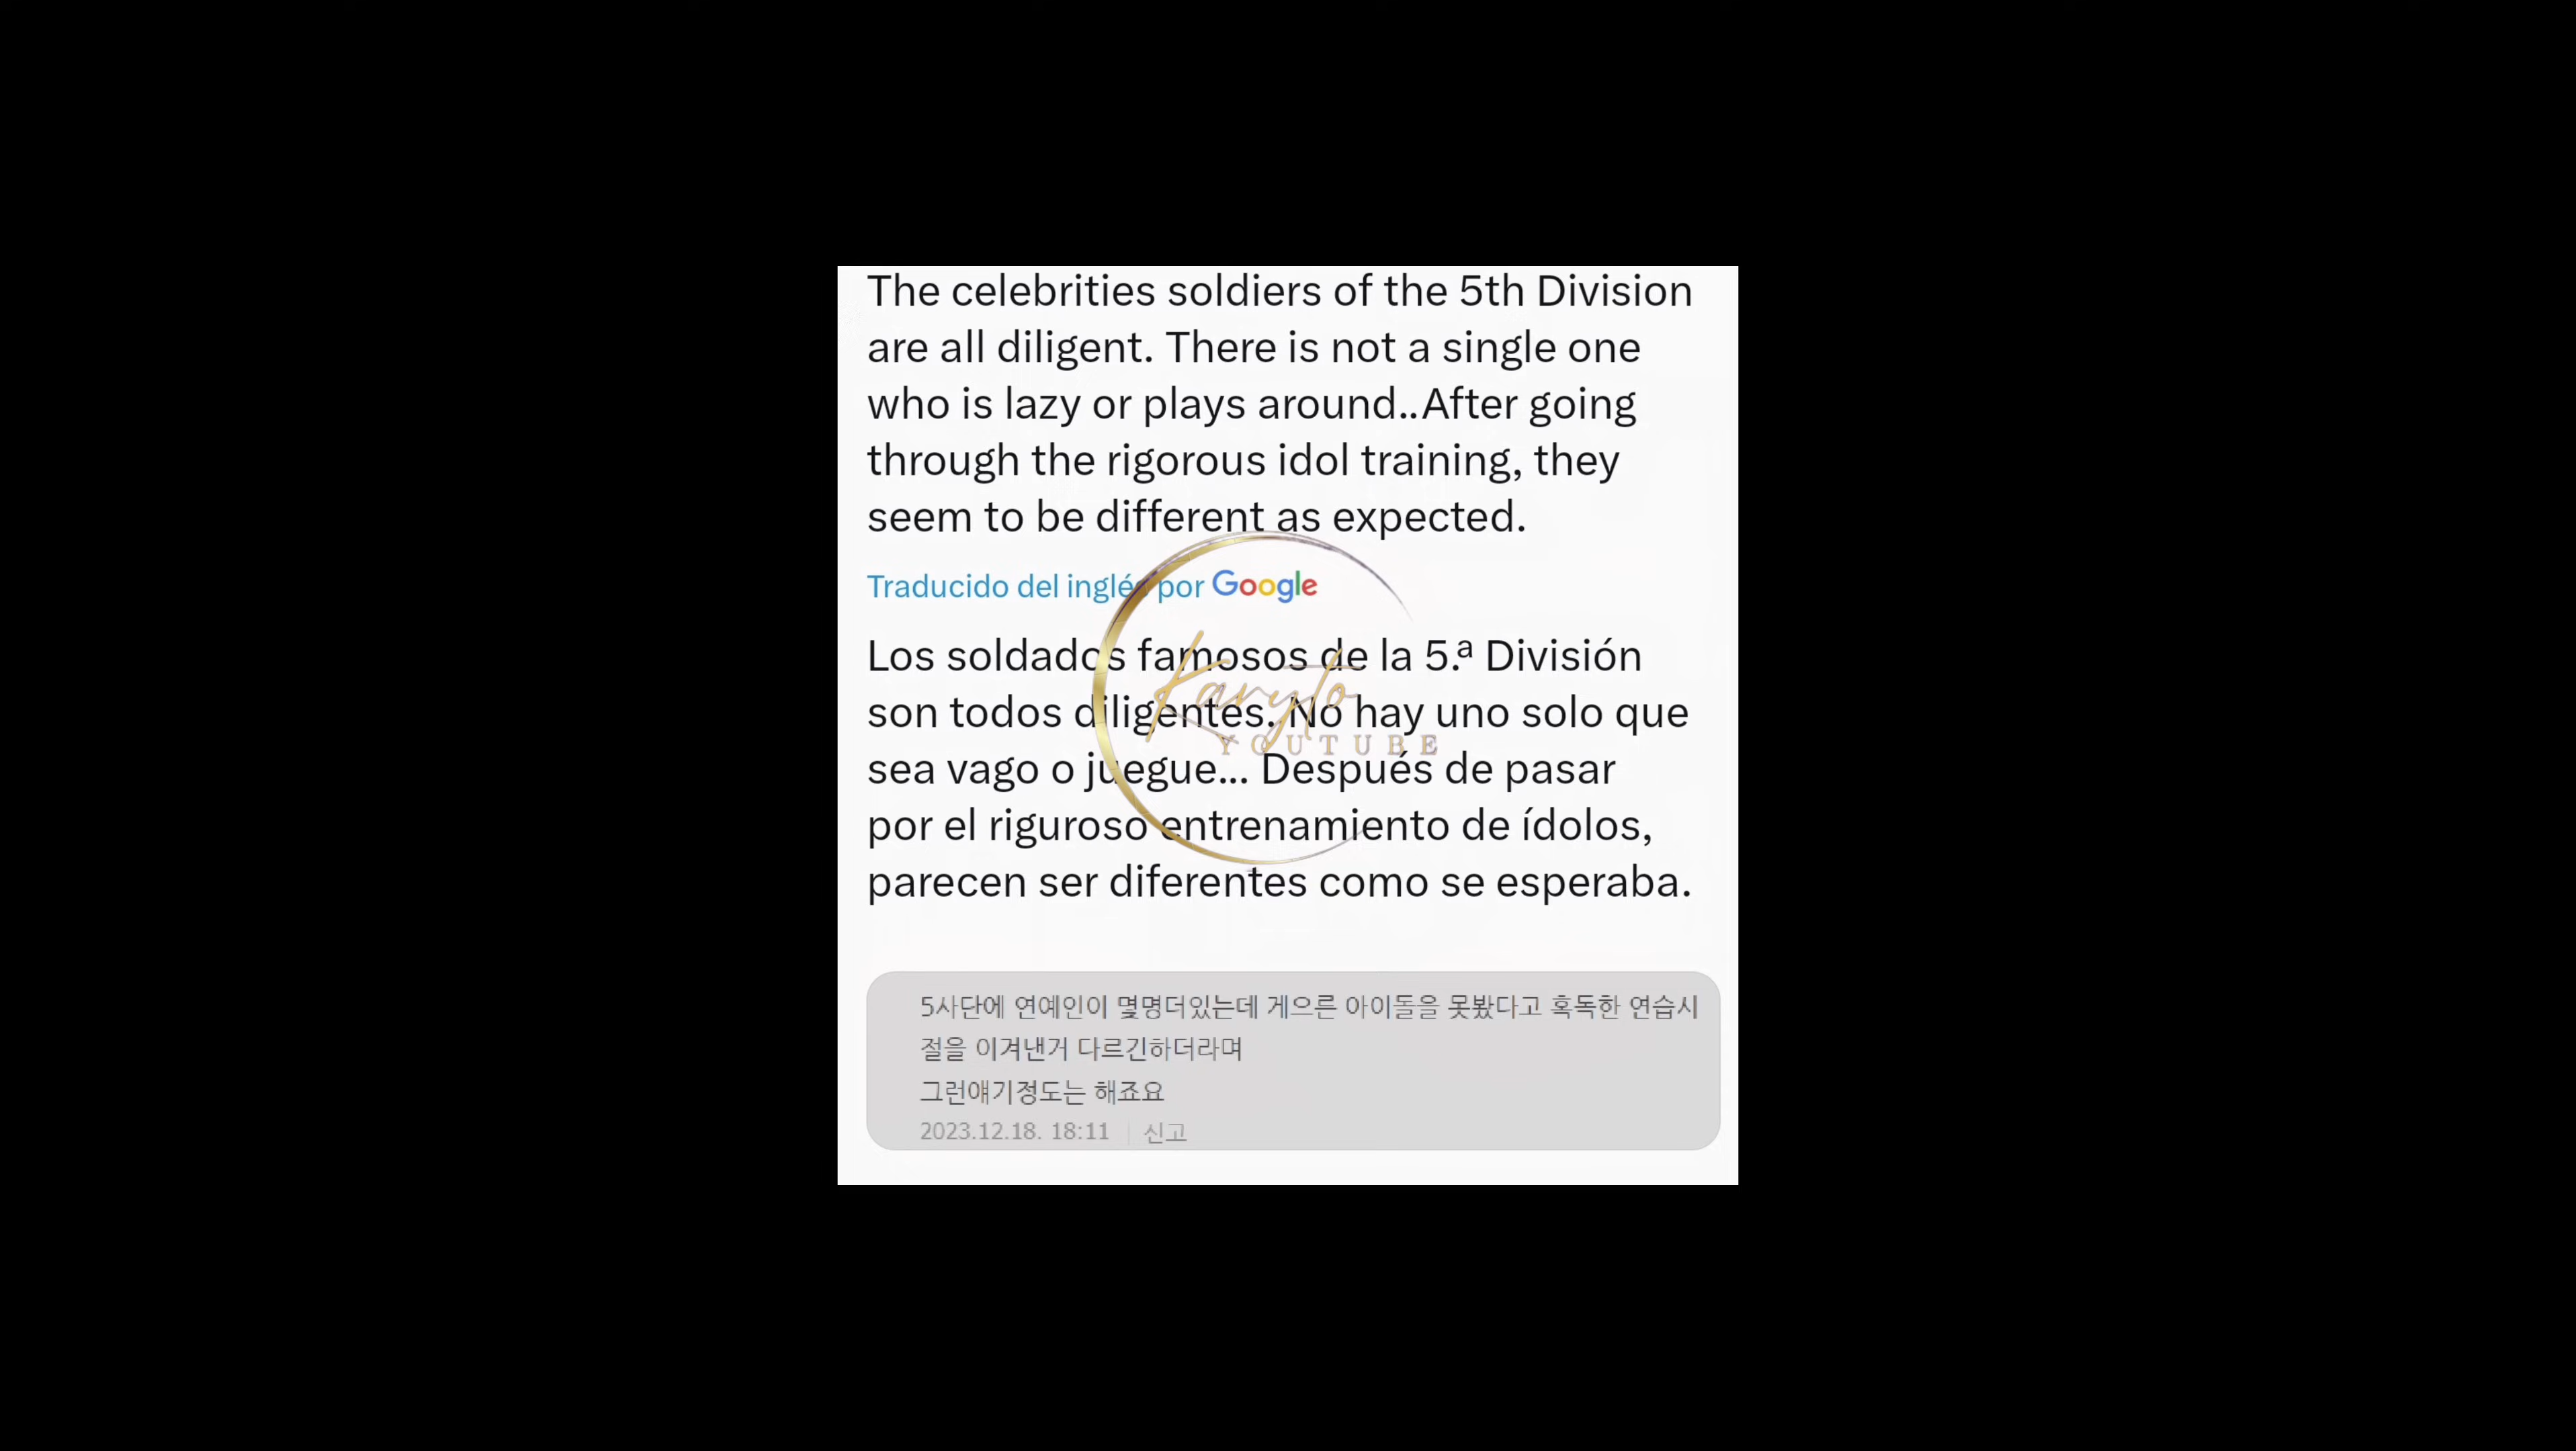 The celebrities soldiers of the 5th Division
are all diligent. There is not a single one
who is lazy or plays around..After going
through the rigorous idol training, they
seem to be different as expected.
Traducido del inglés por Google
Los soldados famosos de la 5.ª División
son todos diligentes. No hay uno solo que
sea vago o juegue... Después de pasar
por el riguroso entrenamiento de ídolos,
parecen ser diferentes como se esperaba.
Karyto
YOUTUBE
5사단에 연예인이 몇명더있는데 게으른 아이돌을 못봤다고 혹독한 연습시
절을 이겨낸거 다르긴하더라며
그런얘기정도는 해죠요
2023.12.18. 18:11 신고